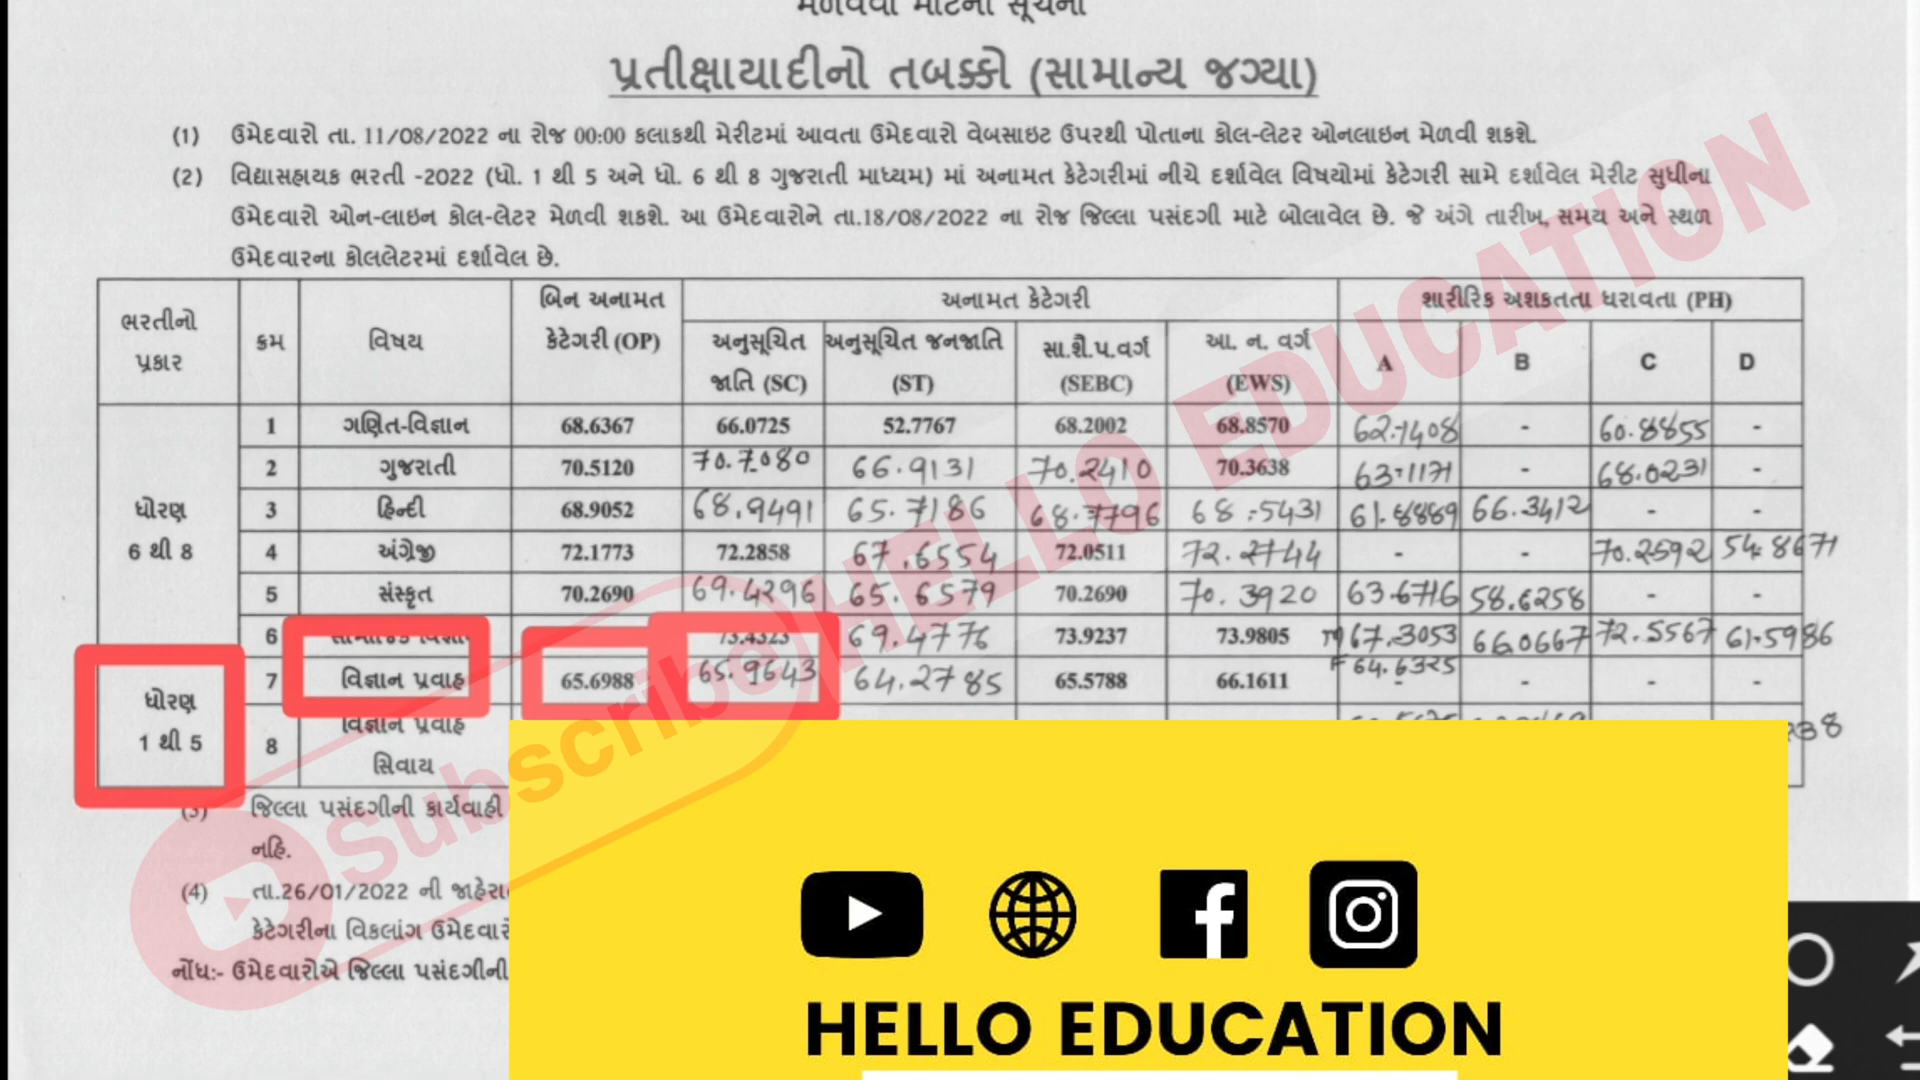 મેળવવા માટેની સૂચના
પ્રતીક્ષાયાદીનો તબક્કો (સામાન્ય જગ્યા)
(1) ઉમેદવારો તા. 11/08/2022 ના રોજ 00:00 કલાકથી મેરીટમાં આવતા ઉમેદવારો વેબસાઇટ ઉપરથી પોતાના કોલ-લેટર ઓનલાઇન મેળવી શકશે.
(2) વિદ્યાસહાયક ભરતી -2022 (ધો. 1 થી 5 અને ધો. 6 થી 8 ગુજરાતી માધ્યમ) માં અનામત કેટેગરીમાં નીચે દર્શાવેલ વિષયોમાં કેટેગરી સામે દર્શાવેલ મેરીટ સુધીના
ઉમેદવારો ઓન-લાઇન કોલ-લેટર મેળવી શકશે. આ ઉમેદવારોને તા.18/08/2022 ના રોજ જિલ્લા પસંદગી માટે બોલાવેલ છે. જે અંગે તારીખ, સમય અને સ્થળ
ઉમેદવારના કોલલેટરમાં દર્શાવેલ છે.
ભરતીનો પ્રકાર ક્રમ વિષય બિન અનામત કેટેગરી (OP) અનામત કેટેગરી શારીરિક અશકતતા ધરાવતા (PH)
અનુસૂચિત જાતિ (SC) અનુસૂચિત જનજાતિ (ST) સા.શૈ.પ.વર્ગ (SEBC) આ. ન. વર્ગ (EWS) A B C D
ધોરણ 6 થી 8
1 ગણિત-વિજ્ઞાન 68.6367 66.0725 52.7767 68.2002 68.8570 62.7408 - 60.8855 -
2 ગુજરાતી 70.5120 70.7080 66.9131 70.2410 70.3638 63.1171 - 68.0231 -
3 હિન્દી 68.9052 68.9491 65.7186 68.7796 68.5431 61.8889 66.3412 - -
4 અંગ્રેજી 72.1773 72.2858 67.6554 72.0511 72.2744 - - 70.2592 54.8671
5 સંસ્કૃત 70.2690 69.4296 65.6579 70.2690 70.3920 63.6716 58.6258 - -
6 સામાજિક વિજ્ઞાન 73.4323 69.4776 73.9237 73.9805 67.3053 66.0667 72.5567 61.5986
F 64.6325
ધોરણ 1 થી 5
7 વિજ્ઞાન પ્રવાહ 65.6988 65.9643 64.2785 65.5788 66.1611 - - - -
8 વિજ્ઞાન પ્રવાહ સિવાય
(3) જિલ્લા પસંદગીની કાર્યવાહી
નહિ.
(4) તા.26/01/2022 ની
કેટેગરીના વિકલાંગ
નોંધ:- ઉમેદવારોએ જિલ્લા પસંદગીની
Subscribe HELLO EDUCATION
HELLO EDUCATION